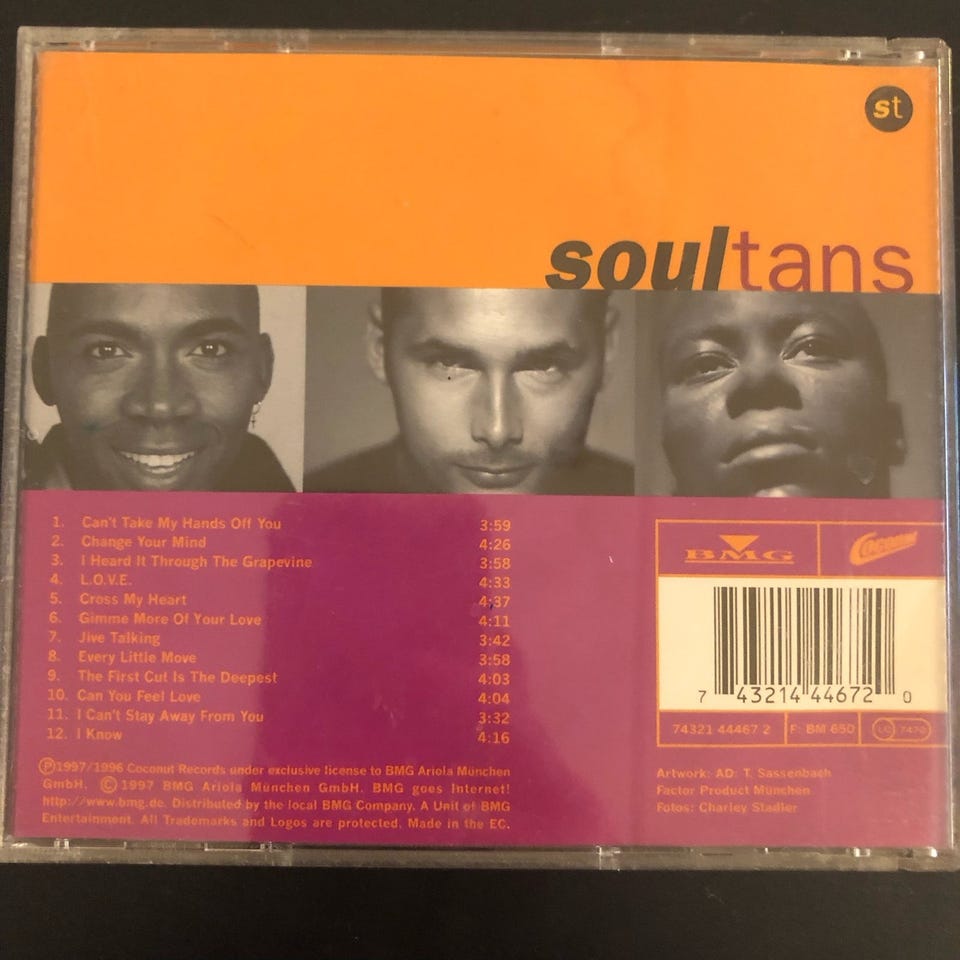 st
soultans
1. Can't Take My Hands Off You 3:59
2. Change Your Mind 4:26
3. I Heard It Through The Grapevine 3:58
4. L.O.V.E. 4:33
5. Cross My Heart 4:37
6. Gimme More Of Your Love 4:11
7. Jive Talking 3:42
8. Every Little Move 3:58
9. The First Cut Is The Deepest 4:03
10. Can You Feel Love 4:04
11. I Can't Stay Away From You 3:32
12. I Know 4:16
Ⓟ1997/1996 Coconut Records under exclusive license to BMG Ariola München
GmbH. ©1997 BMG Ariola München GmbH. BMG goes Internet!
http://www.bmg.de. Distributed by the local BMG Company. A Unit of BMG
Entertainment. All Trademarks and Logos are protected. Made in the EC.
BMG Coconut
7 43214 44672 0
74321 44467 2 F: BM 650 LC 7470
Artwork: AD: T. Sassenbach
Factor Product München
Fotos: Charley Stadler